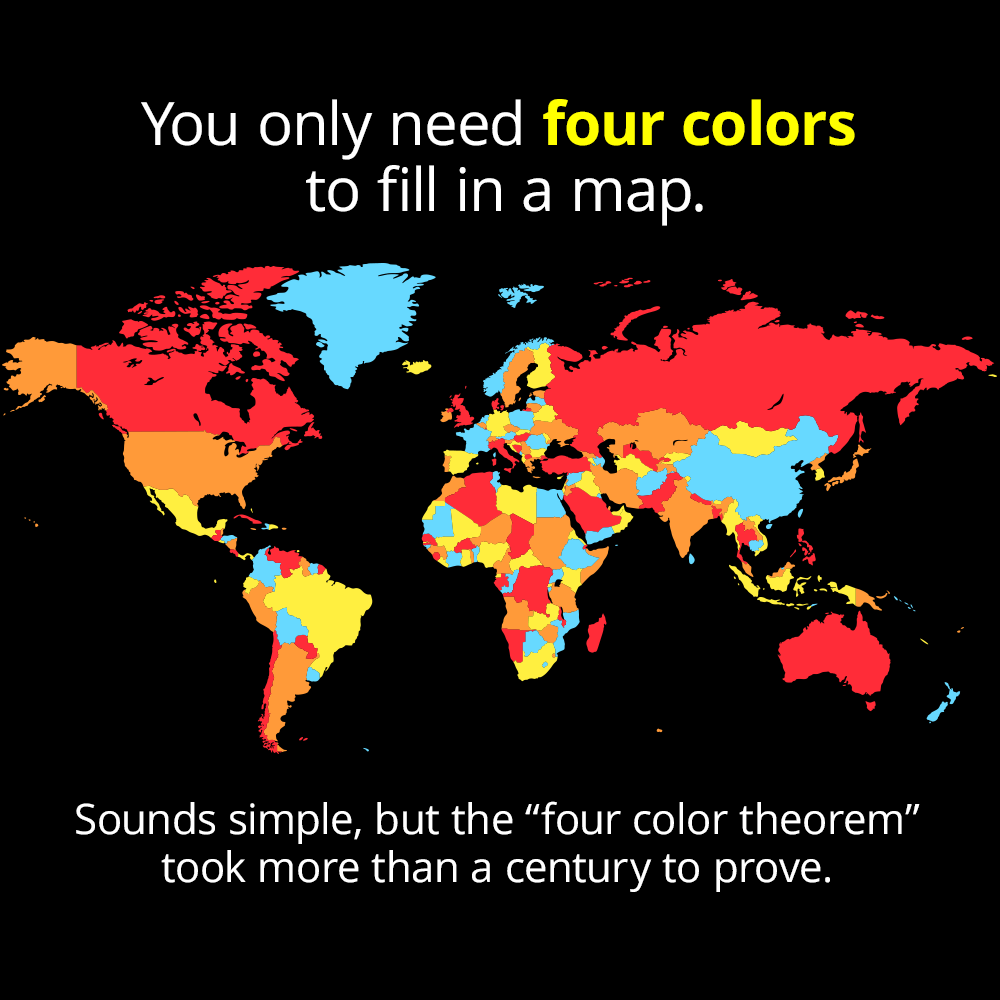 You only need four colors
to fill in a map.
Sounds simple, but the “four color theorem”
took more than a century to prove.